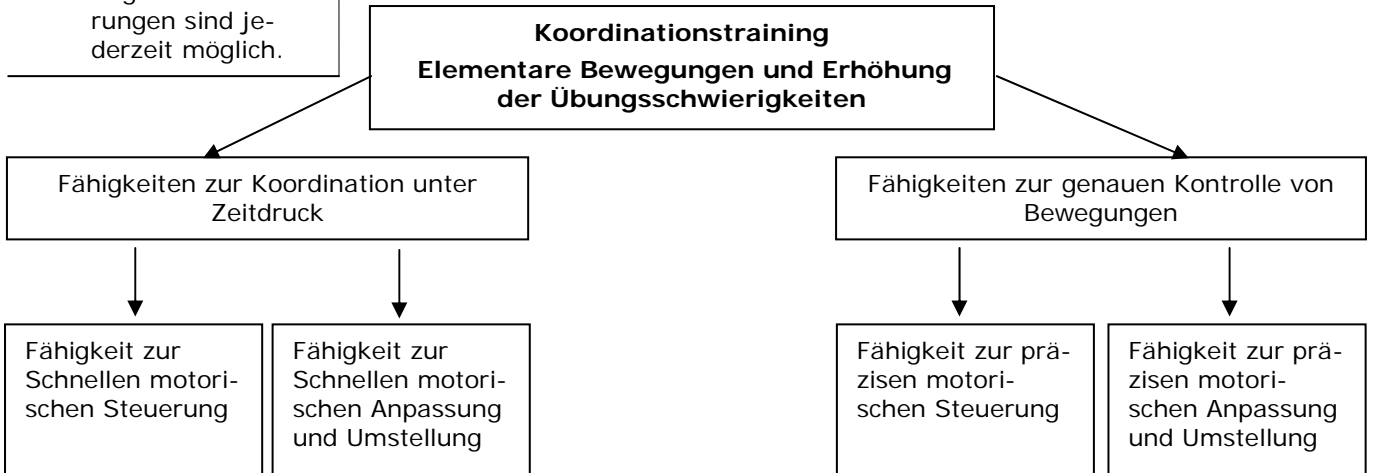 rungen sind je-
derzeit möglich.
Koordinationstraining
Elementare Bewegungen und Erhöhung
der Übungsschwierigkeiten
Fähigkeiten zur Koordination unter
Zeitdruck
Fähigkeiten zur genauen Kontrolle von
Bewegungen
Fähigkeit zur
Schnellen motori-
schen Steuerung
Fähigkeit zur
Schnellen motori-
schen Anpassung
und Umstellung
Fähigkeit zur prä-
zisen motori-
schen Steuerung
Fähigkeit zur prä-
zisen motori-
schen Anpassung
und Umstellung